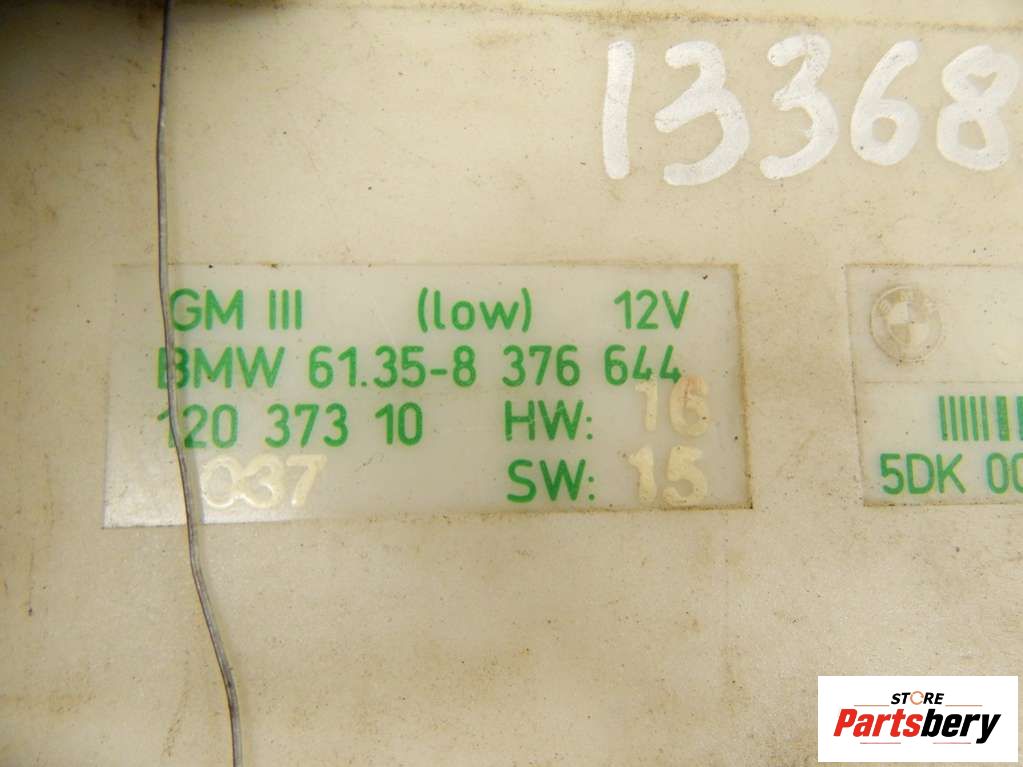 13368
GM III (low) 12V
BMW 61.35-8 376 644
120 373 10 HW: 16
037 SW: 15
5DK 00
STORE
Partsbery